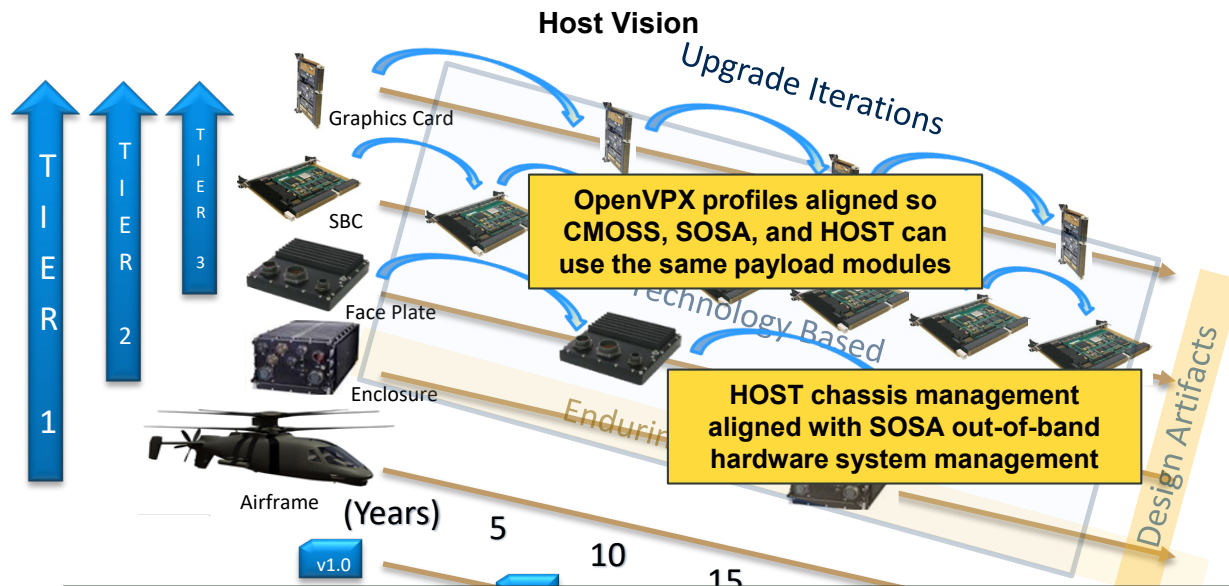 Host Vision
Upgrade Iterations
TIER 1
TIER 2
TIER 3
Graphics Card
SBC
OpenVPX profiles aligned so
CMOSS, SOSA, and HOST can
use the same payload modules
Face Plate
Technology Based
Enclosure
HOST chassis management
aligned with SOSA out-of-band
hardware system management
Design Artifacts
Airframe
(Years)
5
10
15
v1.0